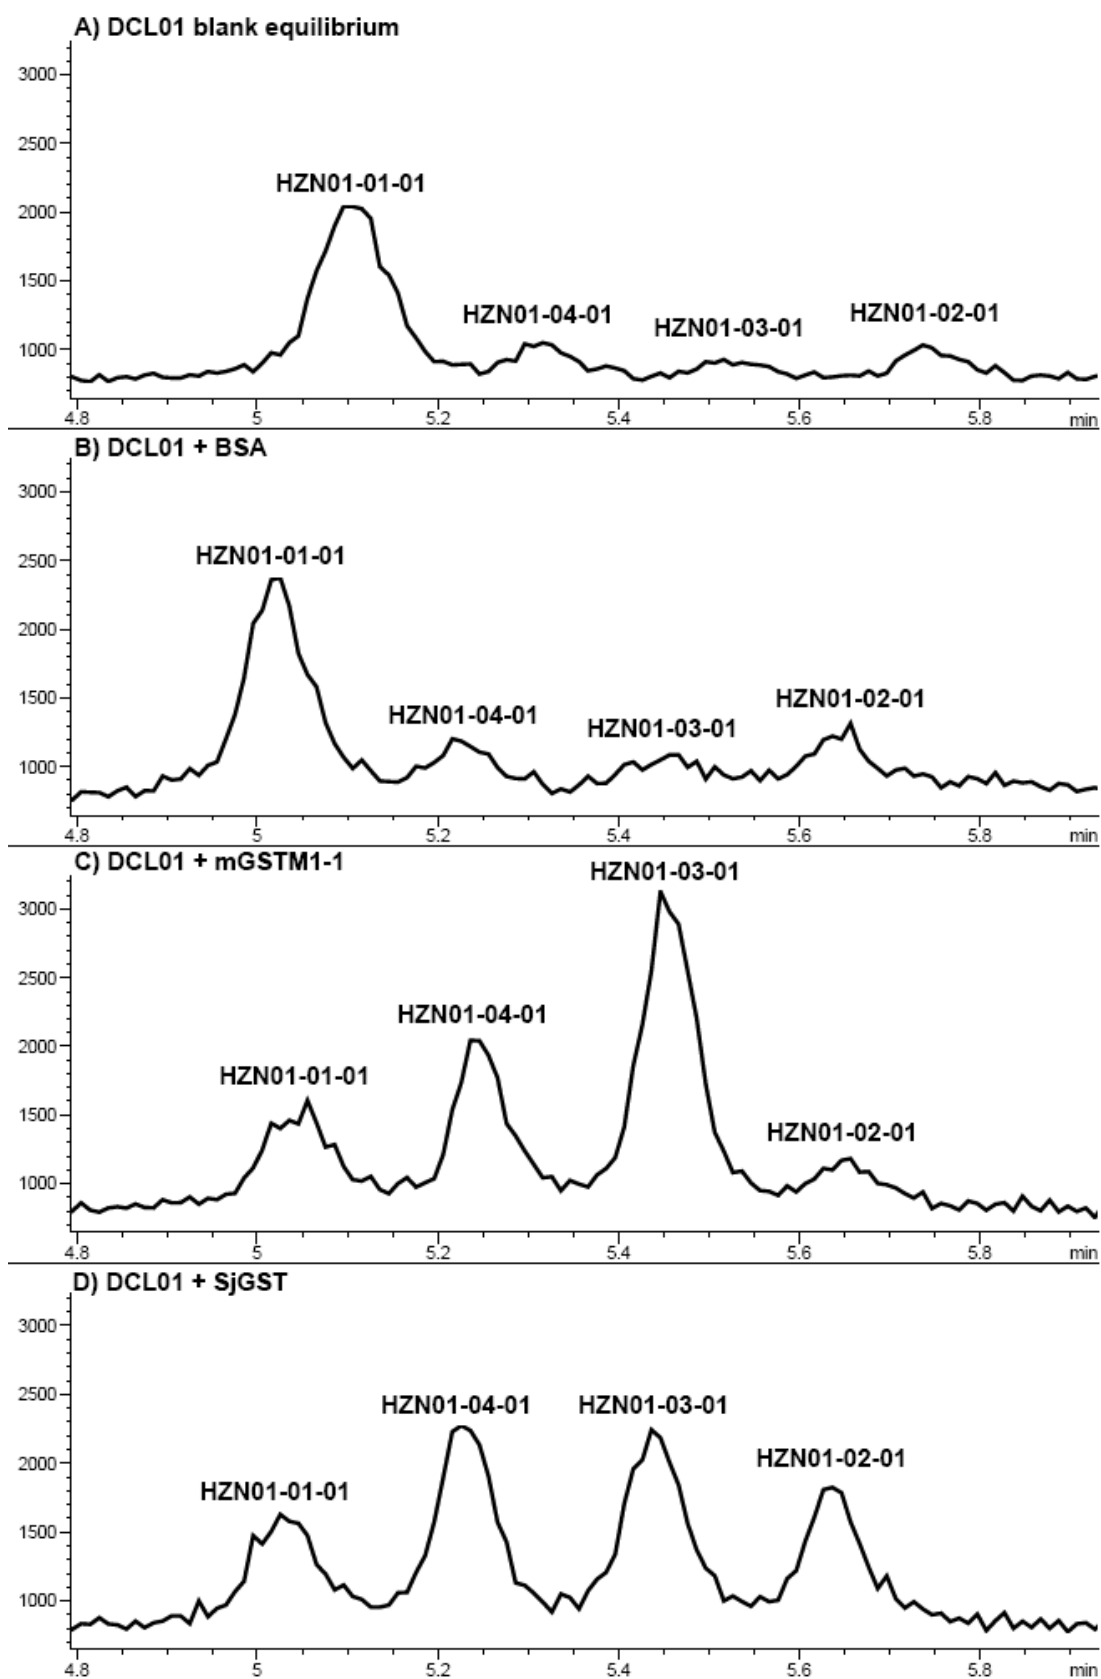 A) DCL01 blank equilibrium
3000
HZN01-01-01
2500
2000
1500
HZN01-04-01
HZN01-03-01
HZN01-02-01
1000
4.8 5 5.2 5.4 5.6 5.8 min
B) DCL01 + BSA
3000
HZN01-01-01
2500
2000
1500
HZN01-04-01
HZN01-03-01
HZN01-02-01
1000
4.8 5 5.2 5.4 5.6 5.8 min
C) DCL01 + mGSTM1-1
HZN01-03-01
3000
2500
HZN01-04-01
2000
HZN01-01-01
1500
HZN01-02-01
1000
4.8 5 5.2 5.4 5.6 5.8 min
D) DCL01 + SjGST
3000
2500
HZN01-04-01
HZN01-03-01
2000
HZN01-02-01
HZN01-01-01
1500
1000
4.8 5 5.2 5.4 5.6 5.8 min